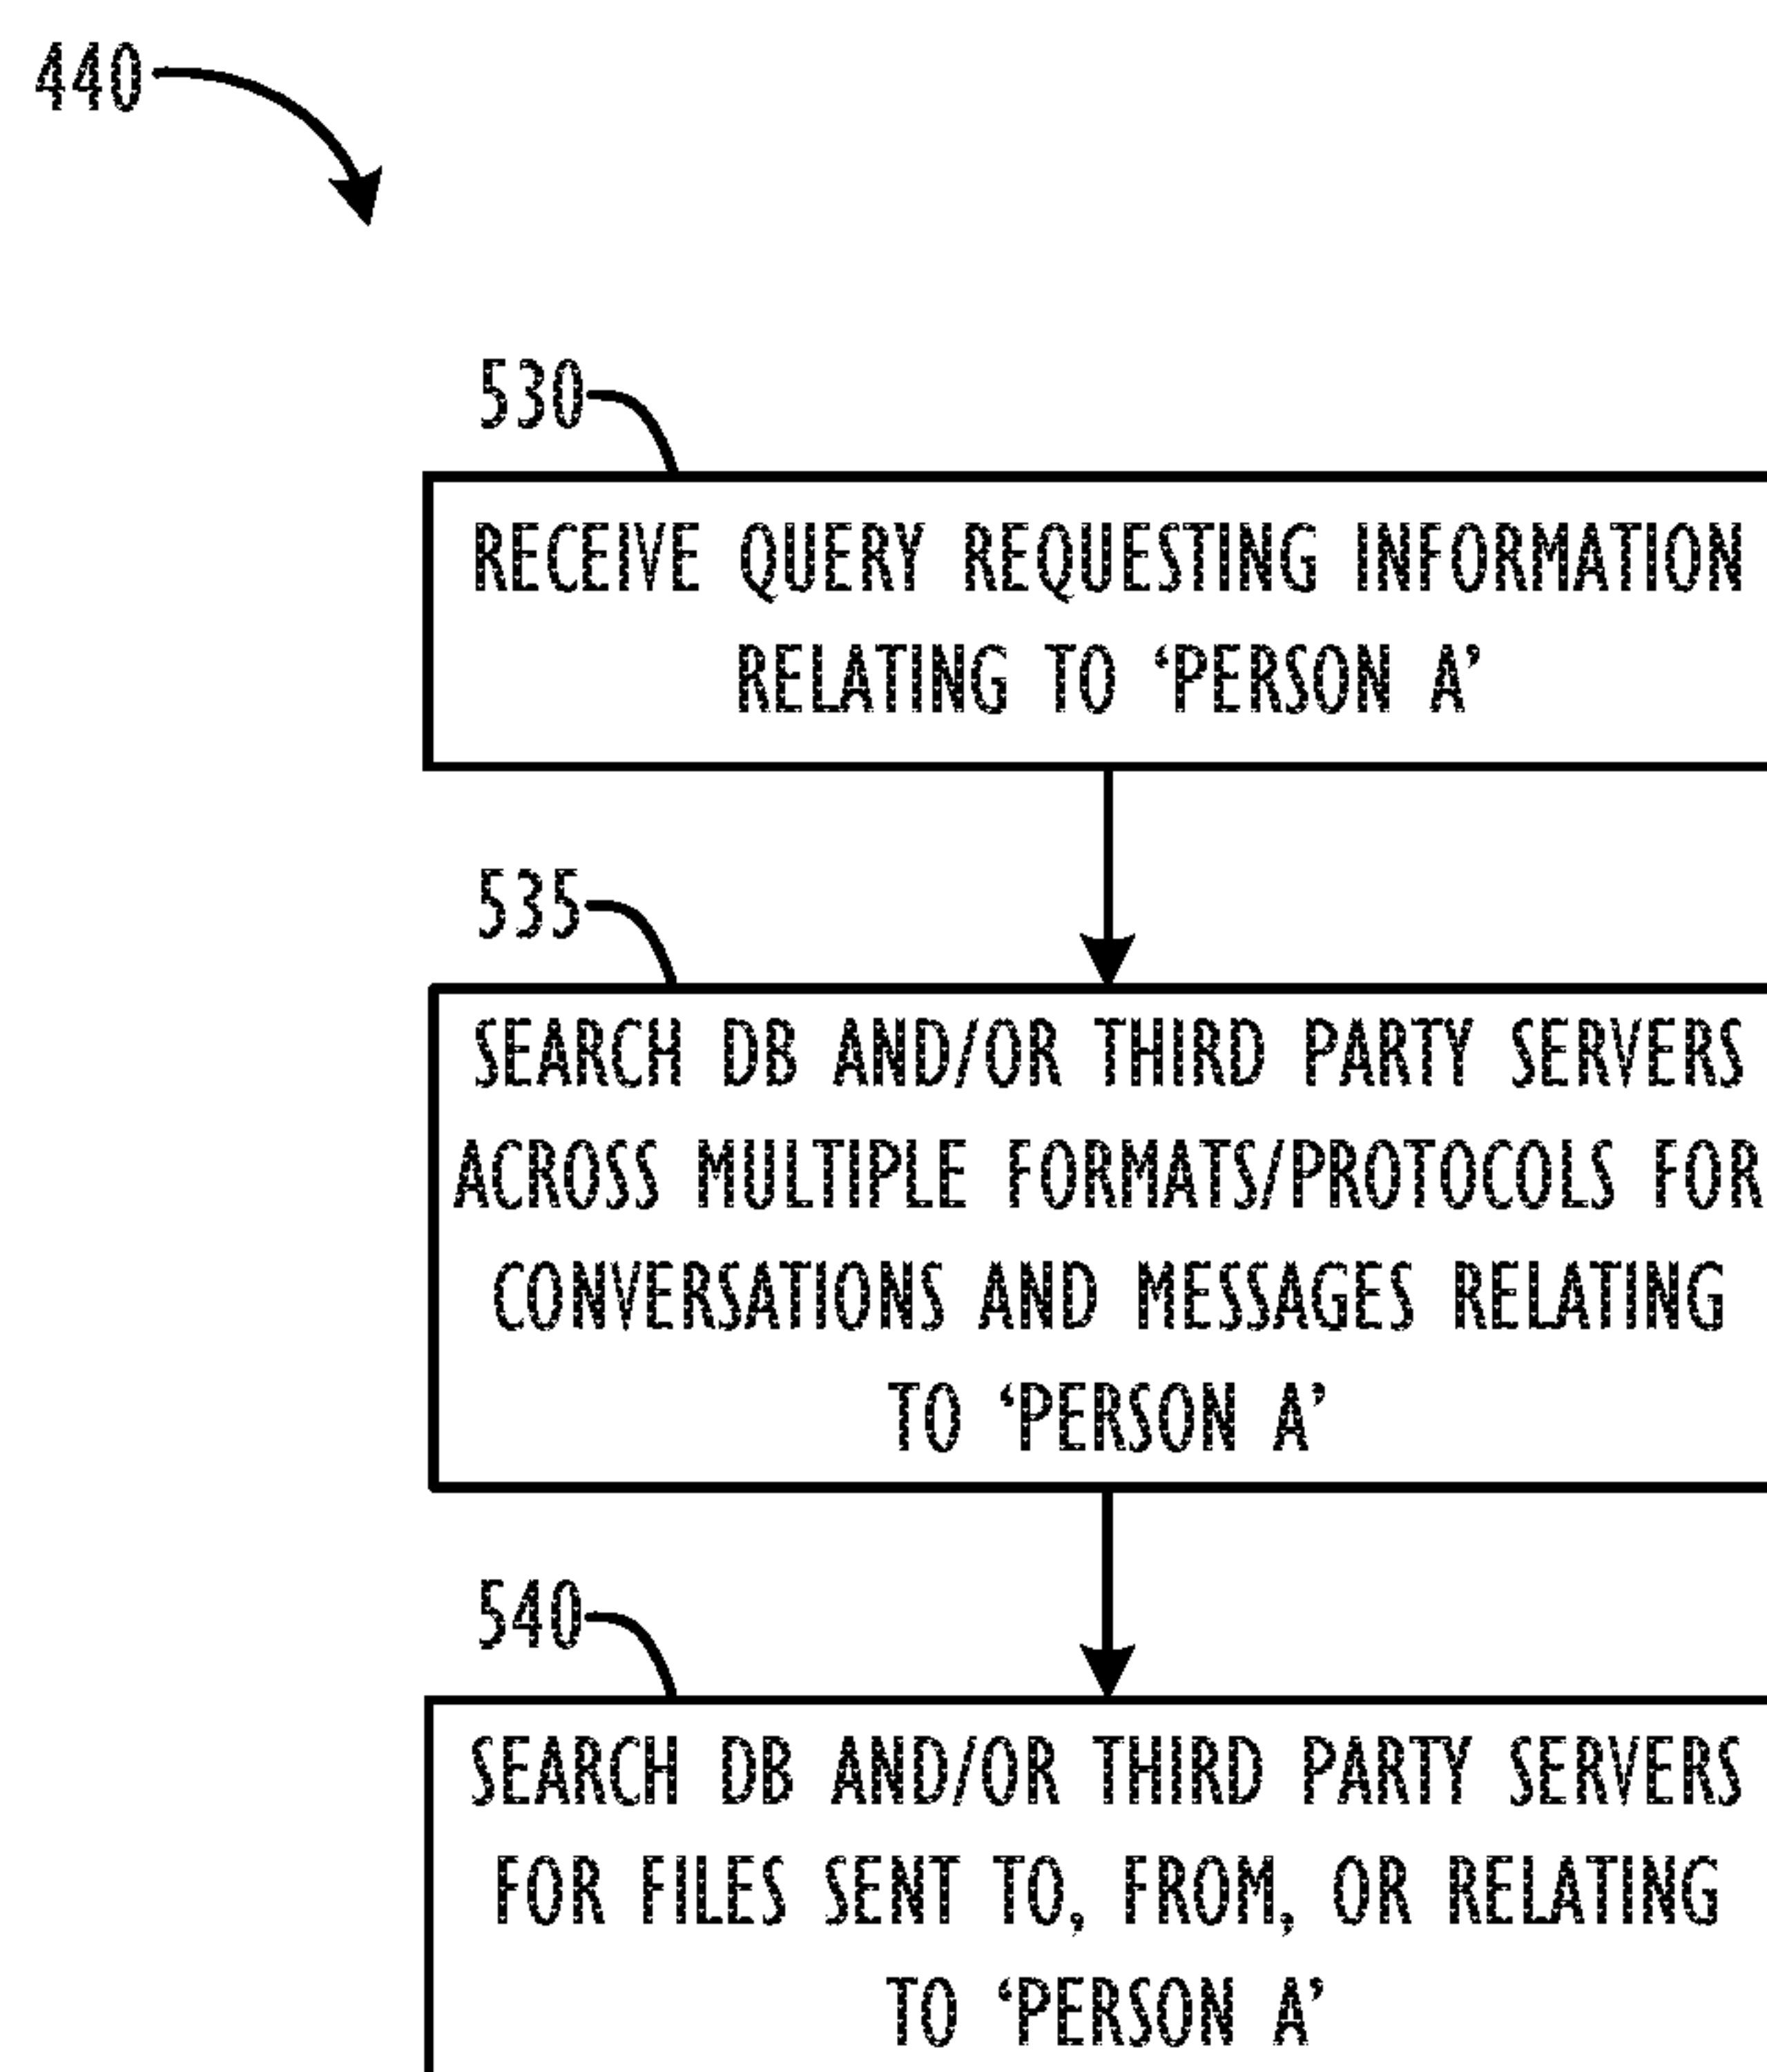 440
530
RECEIVE QUERY REQUESTING INFORMATION
RELATING TO ‘PERSON A’
535
SEARCH DB AND/OR THIRD PARTY SERVERS
ACROSS MULTIPLE FORMATS/PROTOCOLS FOR
CONVERSATIONS AND MESSAGES RELATING
TO ‘PERSON A’
540
SEARCH DB AND/OR THIRD PARTY SERVERS
FOR FILES SENT TO, FROM, OR RELATING
TO ‘PERSON A’